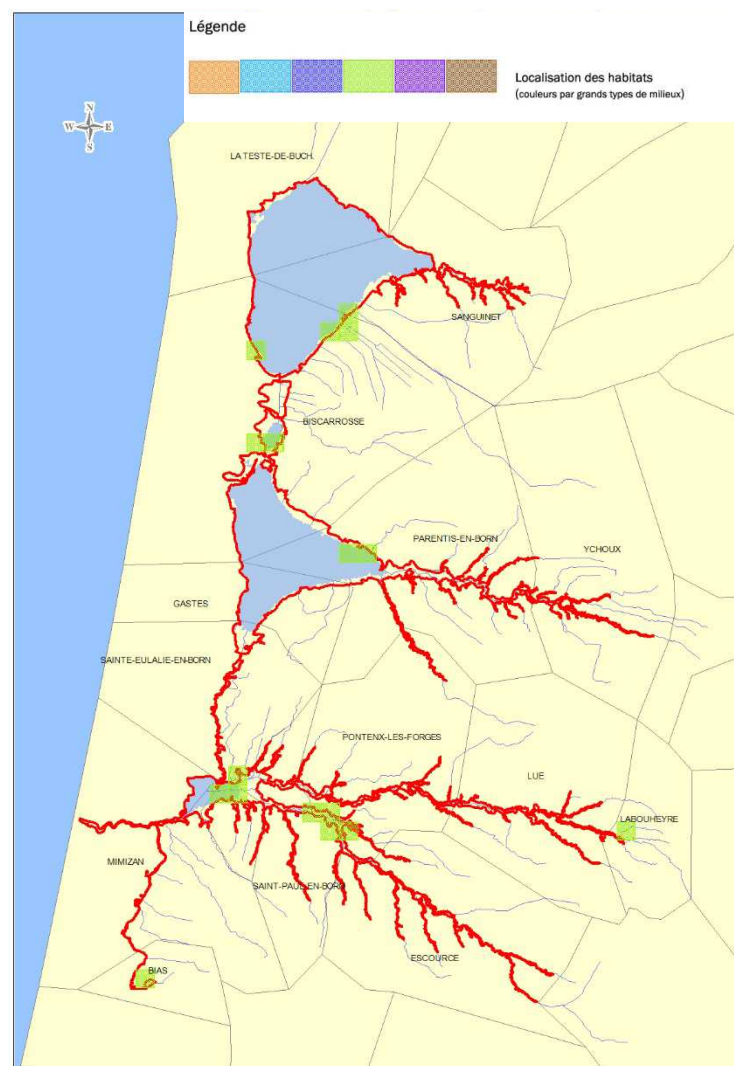 Légende
Localisation des habitats
(couleurs par grands types de milieux)
N
W E
S
LA TESTE-DE-BUCH
SANGUINET
BISCARROSSE
PARENTIS-EN-BORN
YCHOUX
GASTES
SAINTE-EULALIE-EN-BORN
PONTENX-LES-FORGES
LUE
LABOUHEYRE
MIMIZAN
SAINT-PAUL-EN-BORN
ESCOURCE
BIAS